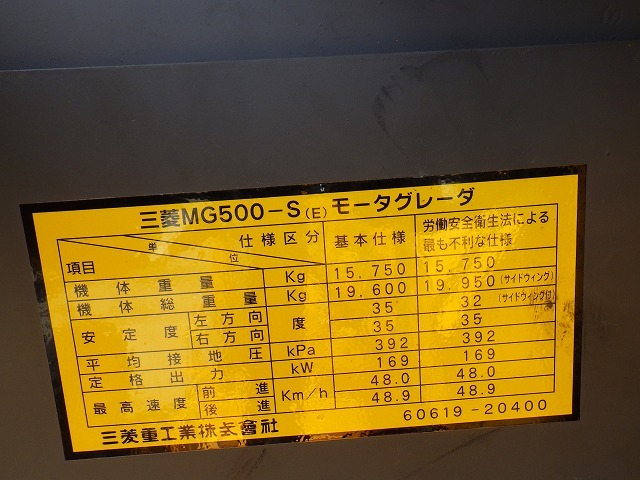 三菱MG500-S(E) モータグレーダ
仕様区分 単位 項目 基本仕様 労働安全衛生法による最も不利な仕様
機体重量 Kg 15,750 15,750
機体総重量 Kg 19,600 19,950 (サイドウィング)
安定度 左方向 度 35 32 (サイドウィング付)
右方向 35 35
平均接地圧 kPa 392 392
定格出力 kW 169 169
最高速度 前進 Km/h 48.0 48.0
後進 48.9 48.9
三菱重工業株式會社 60619-20400